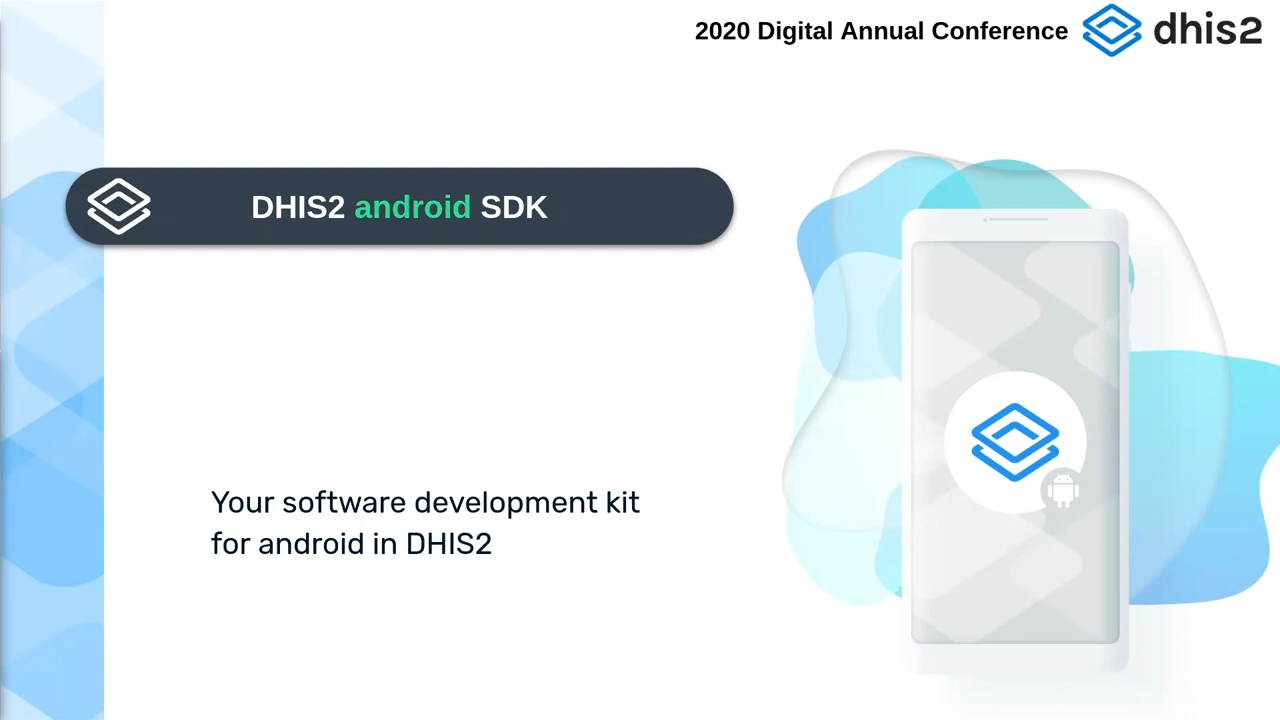 2020 Digital Annual Conference dhis2
DHIS2 android SDK
Your software development kit
for android in DHIS2